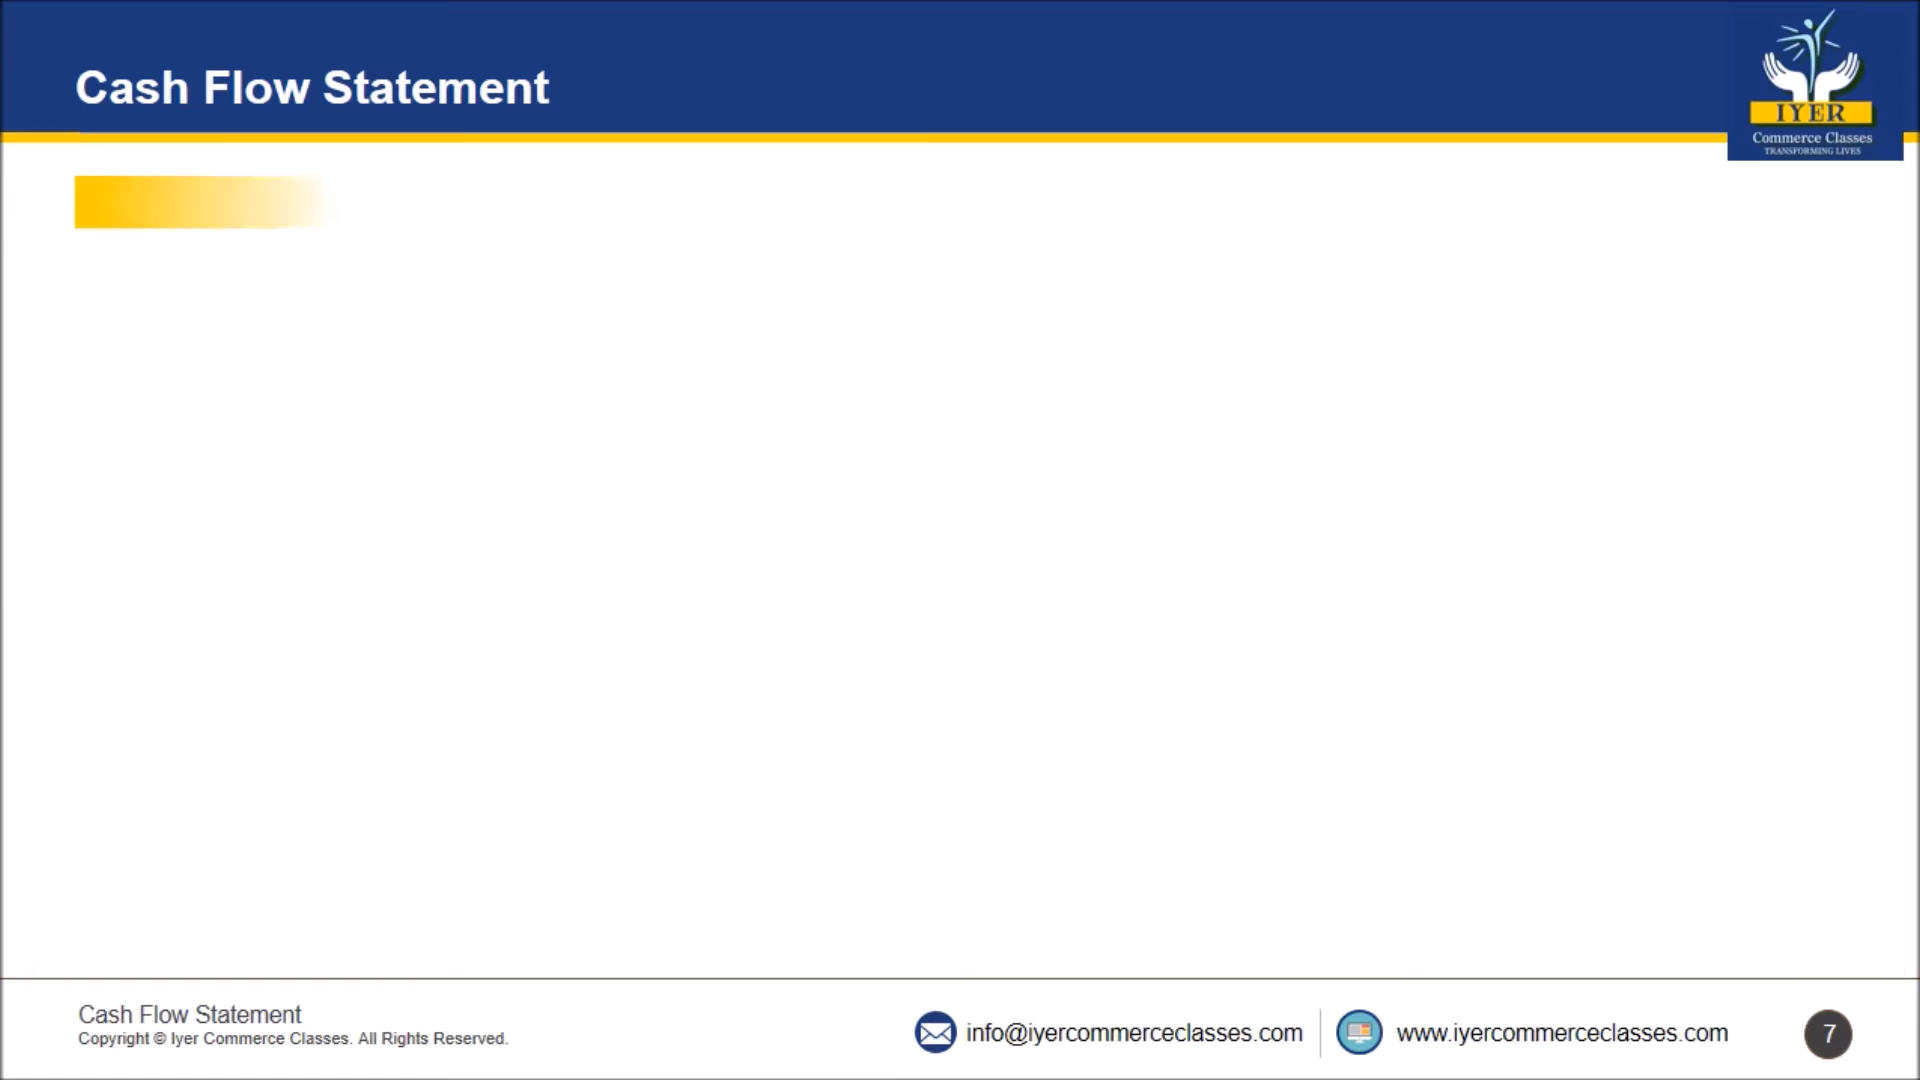 Cash Flow Statement
IYER
Commerce Classes
TRANSFORMING LIVES
Cash Flow Statement
Copyright © Iyer Commerce Classes. All Rights Reserved.
info@iyercommerceclasses.com
www.iyercommerceclasses.com
7